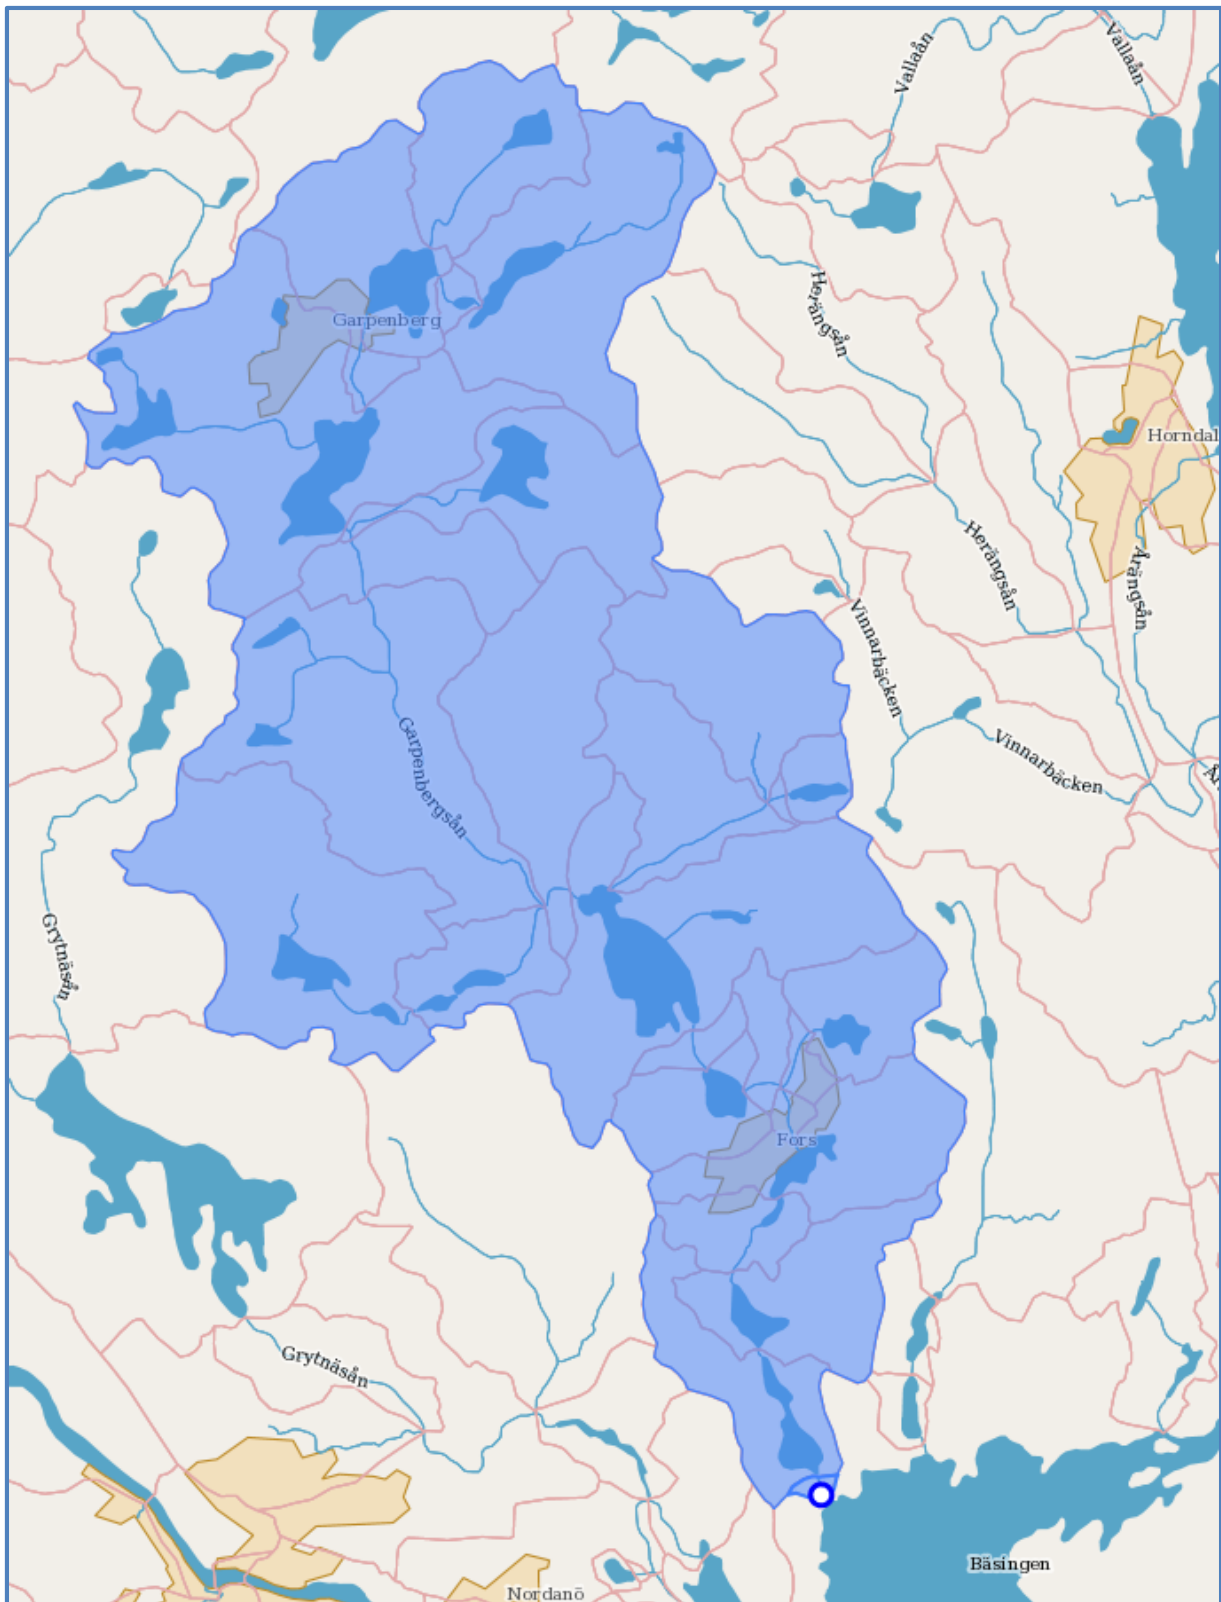 Vallaån
Vallaån
Herängsån
Garpenberg
Horndal
Herängsån
Årängsån
Vinnarbäcken
Garpenbergsån
Vinnarbäcken
Grytnäsån
Fors
Grytnäsån
Bäsingen
Nordanö